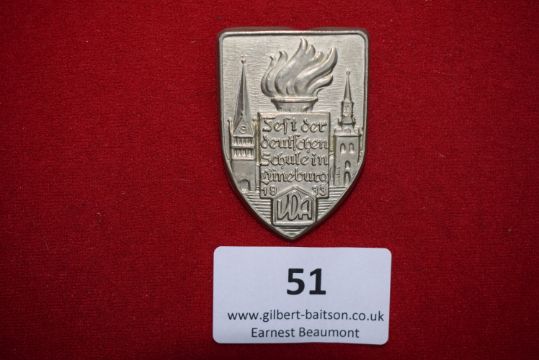 Fest der
deutschen
Schule in
Lüneburg
19 33
VDA
51
www.gilbert-baitson.co.uk
Earnest Beaumont